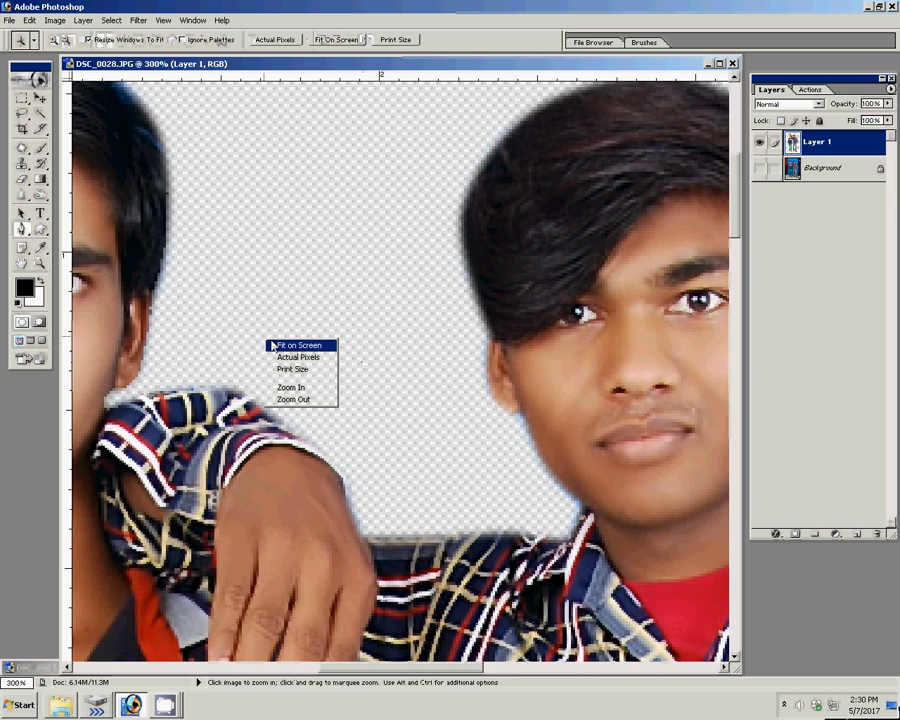 Adobe Photoshop
File Edit Image Layer Select Filter View Window Help
Resize Windows To Fit Ignore Palettes Actual Pixels Fit On Screen Print Size File Browser Brushes
DSC_0028.JPG @ 300% (Layer 1, RGB)
2
1
Layers Actions
Normal Opacity: 100%
Lock: Fill: 100%
Layer 1
Background
Fit on Screen
Actual Pixels
Print Size
Zoom In
Zoom Out
300% Doc: 6.14M/11.3M Click image to zoom in; click and drag to marquee zoom. Use Alt and Ctrl for additional options
Start
2:30 PM
5/7/2017